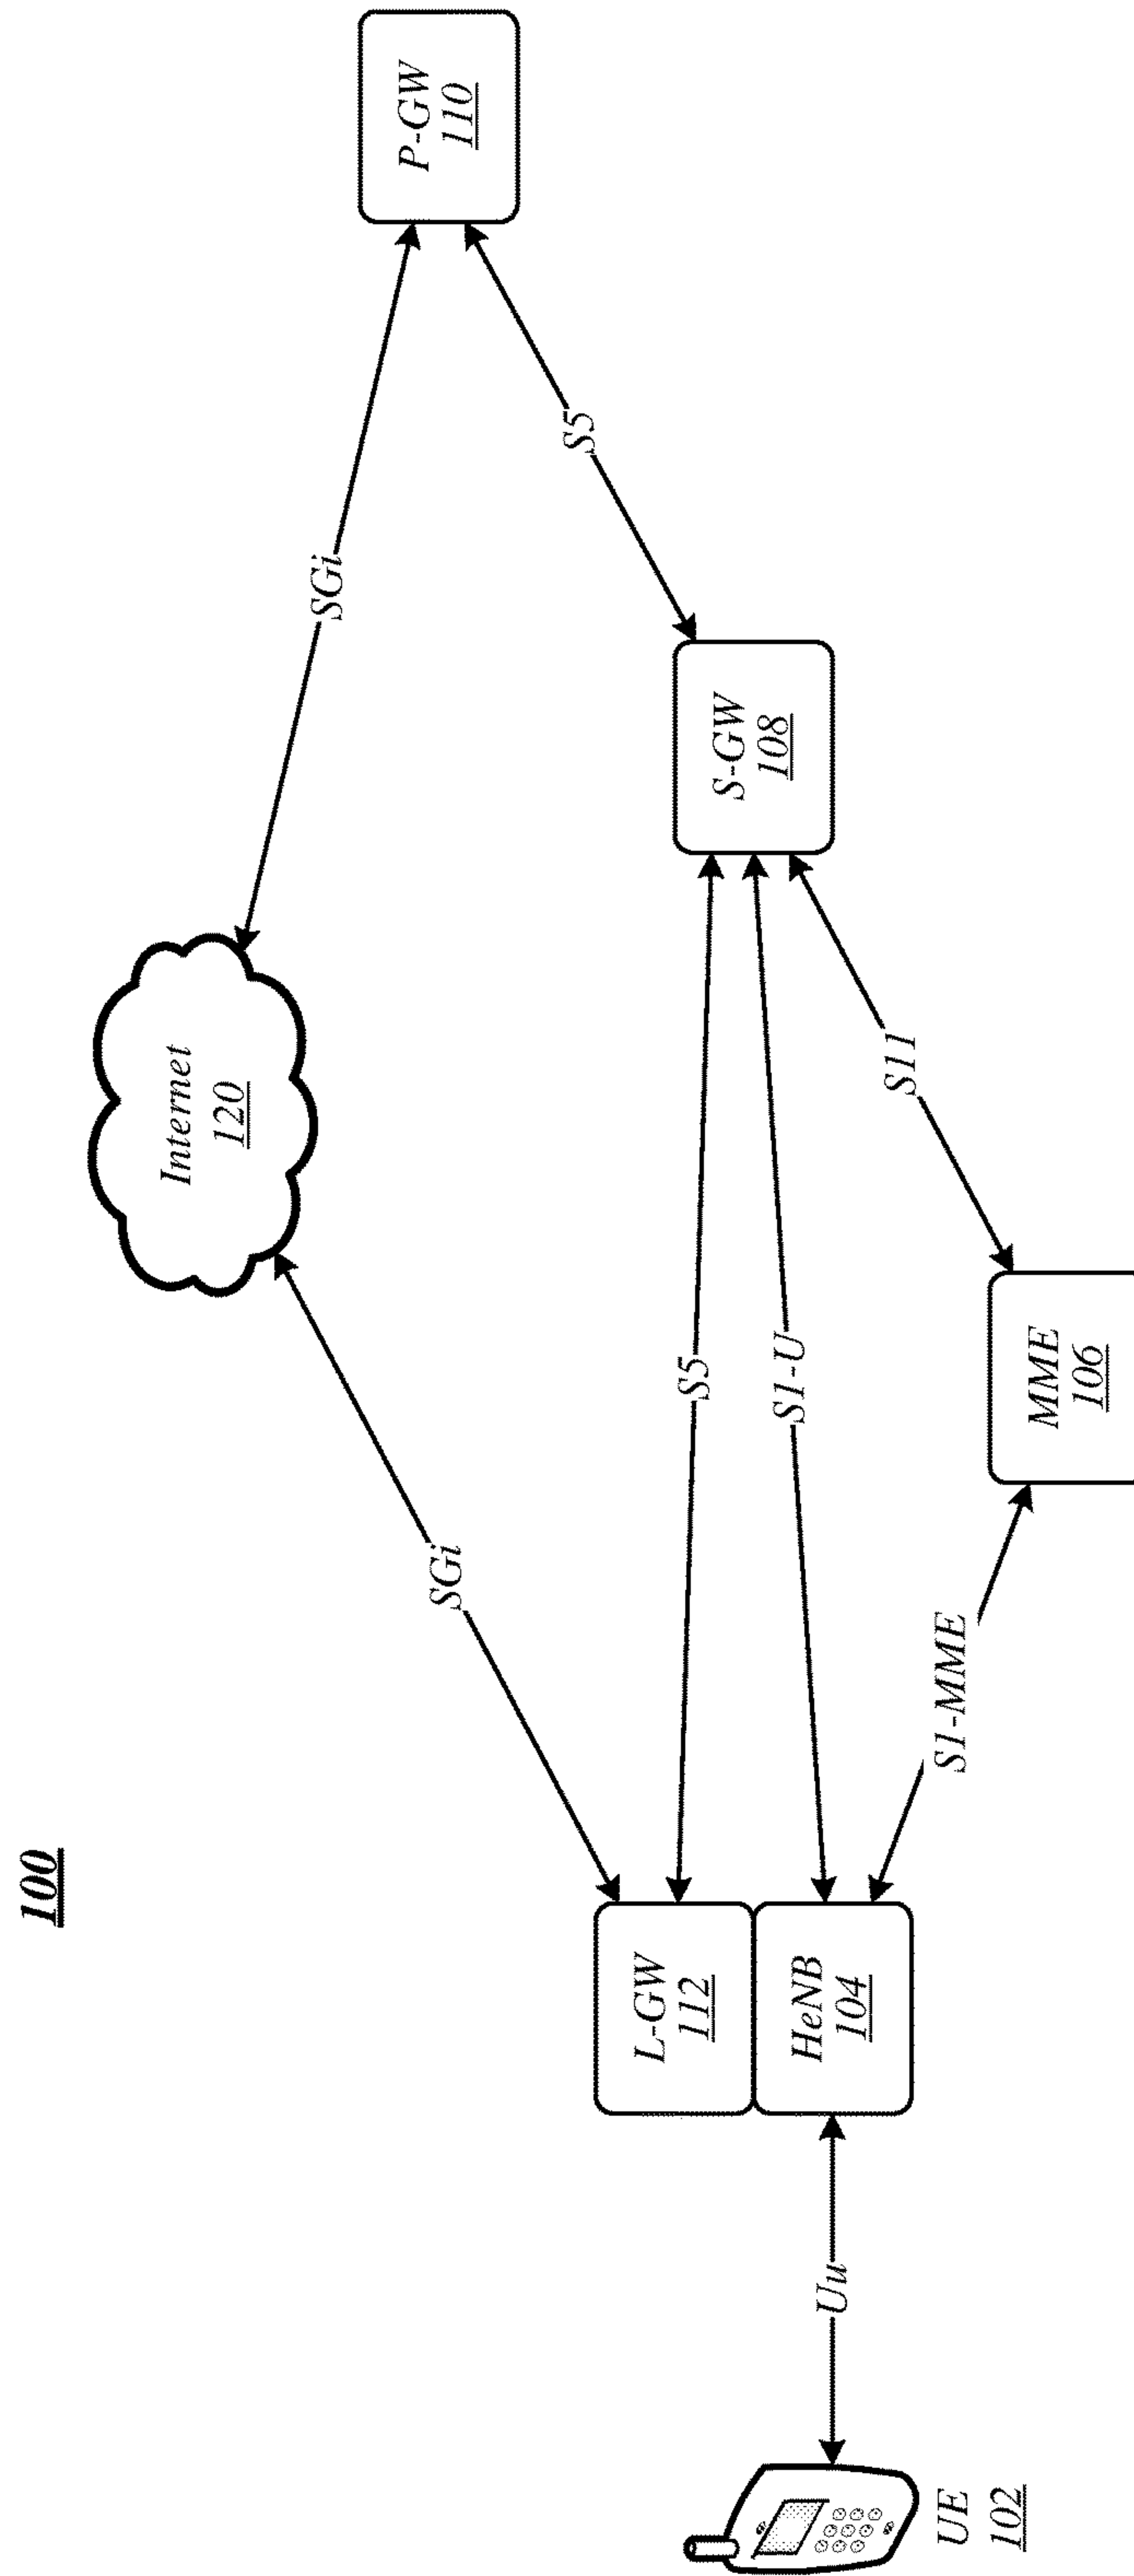 100
Internet
120
SGi
SGi
P-GW
110
L-GW
112
S5
S5
S-GW
108
HeNB
104
S1-U
Uu
UE
102
S1-MME
S11
MME
106